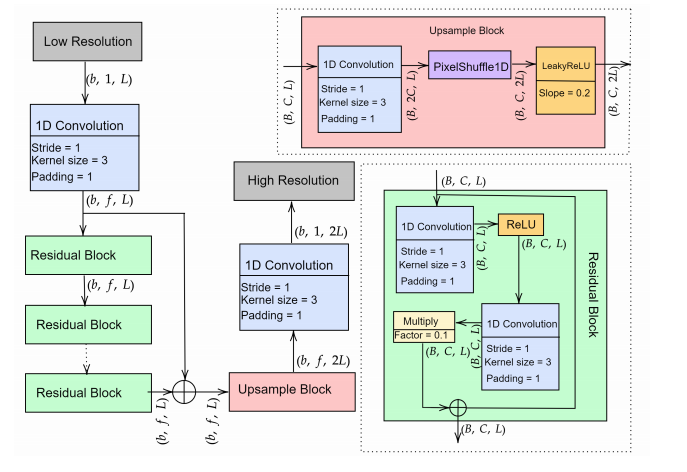 Low Resolution
(b, 1, L)
1D Convolution
Stride = 1
Kernel size = 3
Padding = 1
(b, f, L)
Residual Block
(b, f, L)
Residual Block
Residual Block
(b, f, L)
(b, f, L)
Upsample Block
(b, f, 2L)
1D Convolution
Stride = 1
Kernel size = 3
Padding = 1
(b, 1, 2L)
High Resolution
Upsample Block
(B, C, L)
1D Convolution
Stride = 1
Kernel size = 3
Padding = 1
(B, 2C, L)
PixelShuffle1D
(B, C, 2L)
LeakyReLU
Slope = 0.2
(B, C, 2L)
Residual Block
(B, C, L)
1D Convolution
Stride = 1
Kernel size = 3
Padding = 1
(B, C, L)
ReLU
(B, C, L)
1D Convolution
Stride = 1
Kernel size = 3
Padding = 1
(B, C, L)
Multiply
Factor = 0.1
(B, C, L)
(B, C, L)